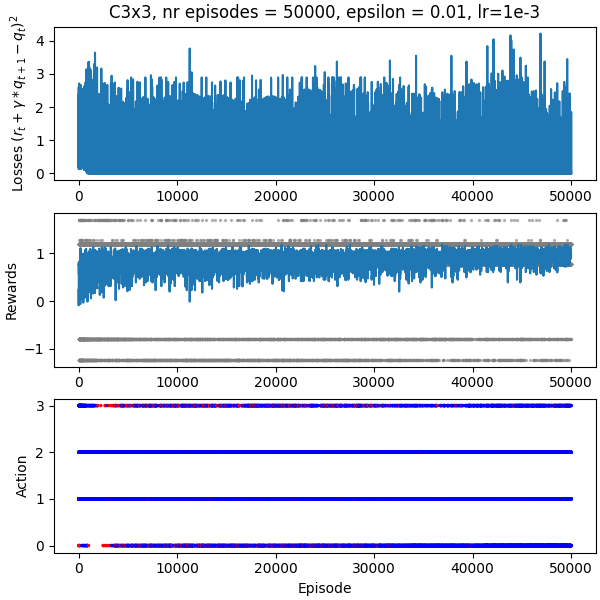 C3x3, nr episodes = 50000, epsilon = 0.01, lr=1e-3
Losses $(r_t + \gamma * q_{t+1} - q_t)^2$
4
3
2
1
0
0 10000 20000 30000 40000 50000
Rewards
1
0
−1
0 10000 20000 30000 40000 50000
Action
3
2
1
0
0 10000 20000 30000 40000 50000
Episode